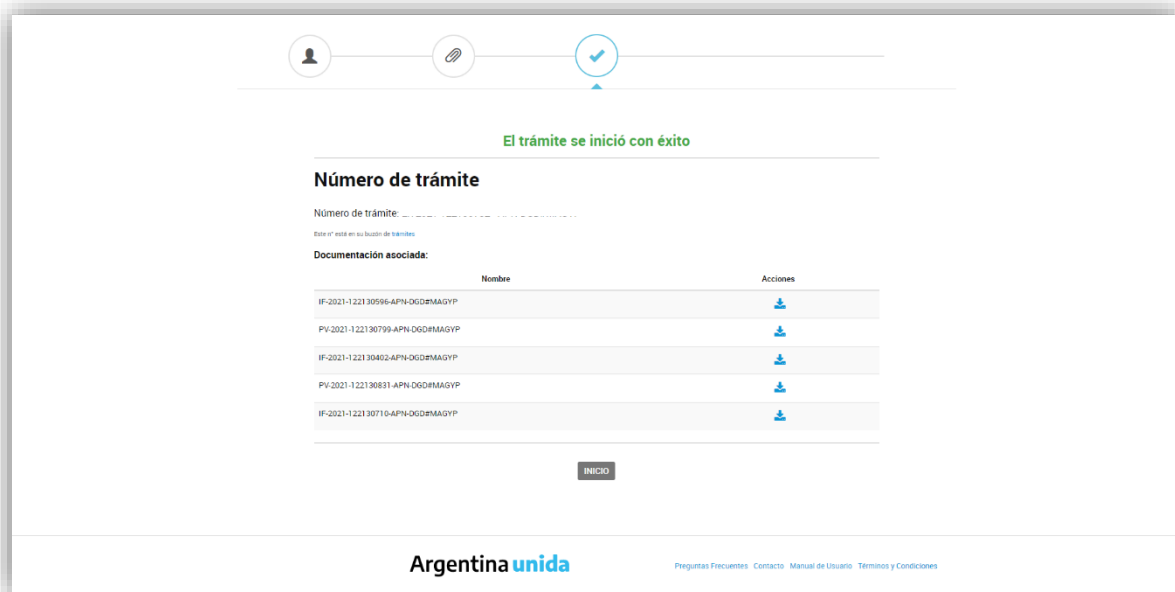 El trámite se inició con éxito
Número de trámite
Número de trámite:
Este n° está en su buzón de trámites
Documentación asociada:
Nombre Acciones
IF-2021-122130596-APN-DGD#MAGYP
PV-2021-122130799-APN-DGD#MAGYP
IF-2021-122130402-APN-DGD#MAGYP
PV-2021-122130831-APN-DGD#MAGYP
IF-2021-122130710-APN-DGD#MAGYP
INICIO
Argentina unida Preguntas Frecuentes Contacto Manual de Usuario Términos y Condiciones